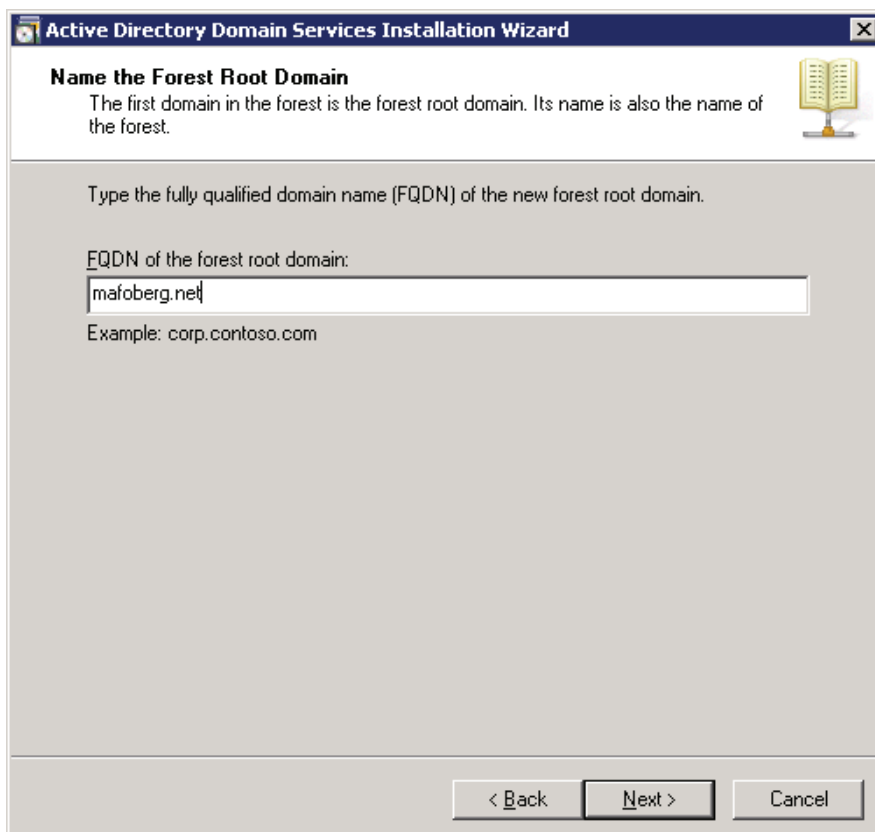 Active Directory Domain Services Installation Wizard
Name the Forest Root Domain
The first domain in the forest is the forest root domain. Its name is also the name of
the forest.
Type the fully qualified domain name (FQDN) of the new forest root domain.
FQDN of the forest root domain:
mafoberg.net
Example: corp.contoso.com
< Back Next > Cancel